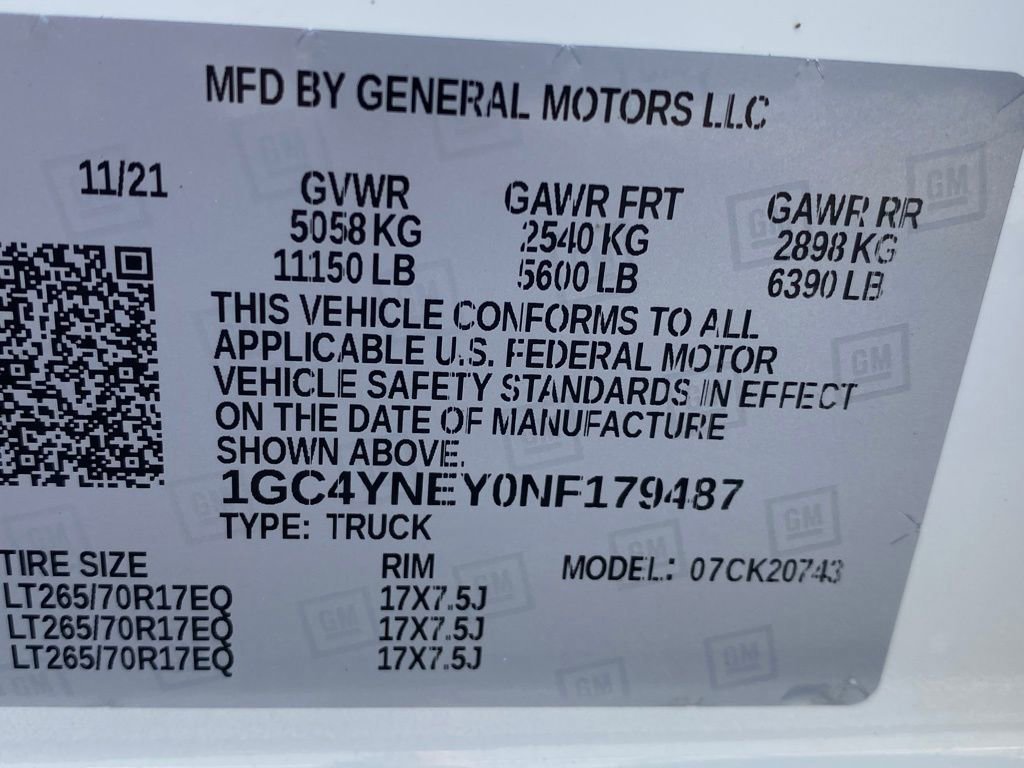 MFD BY GENERAL MOTORS LLC
11/21
GVWR GAWR FRT GAWR RR
5058 KG 2540 KG 2898 KG
11150 LB 5600 LB 6390 LB
THIS VEHICLE CONFORMS TO ALL
APPLICABLE U.S. FEDERAL MOTOR
VEHICLE SAFETY STANDARDS IN EFFECT
ON THE DATE OF MANUFACTURE
SHOWN ABOVE.
1GC4YNEY0NF179487
TYPE: TRUCK
TIRE SIZE RIM MODEL: 07CK20743
LT265/70R17EQ 17X7.5J
LT265/70R17EQ 17X7.5J
LT265/70R17EQ 17X7.5J